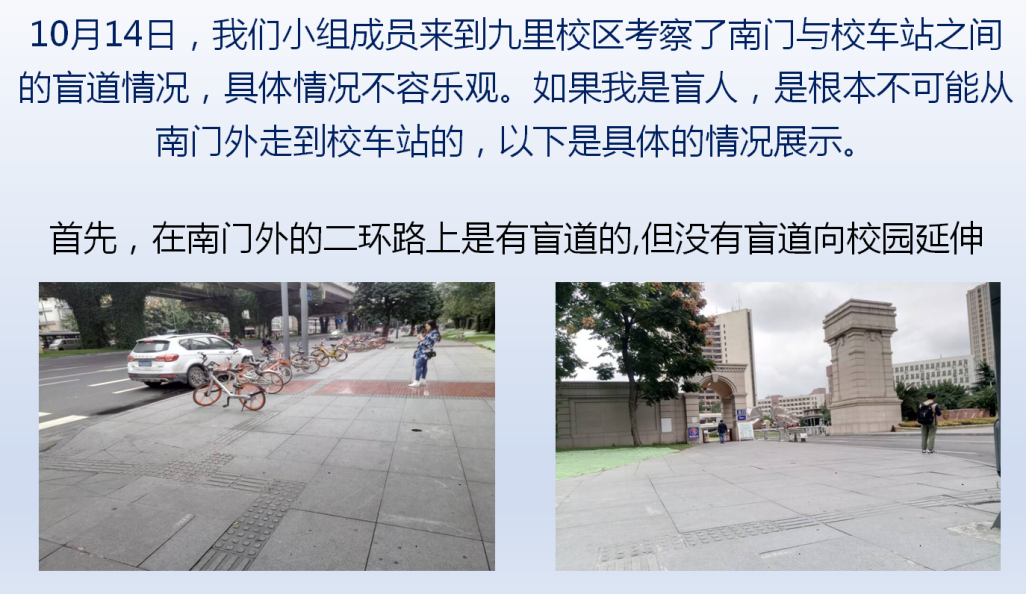 10月14日，我们小组成员来到九里校区考察了南门与校车站之间
的盲道情况，具体情况不容乐观。如果我是盲人，是根本不可能从
南门外走到校车站的，以下是具体的情况展示。
首先，在南门外的二环路上是有盲道的,但没有盲道向校园延伸